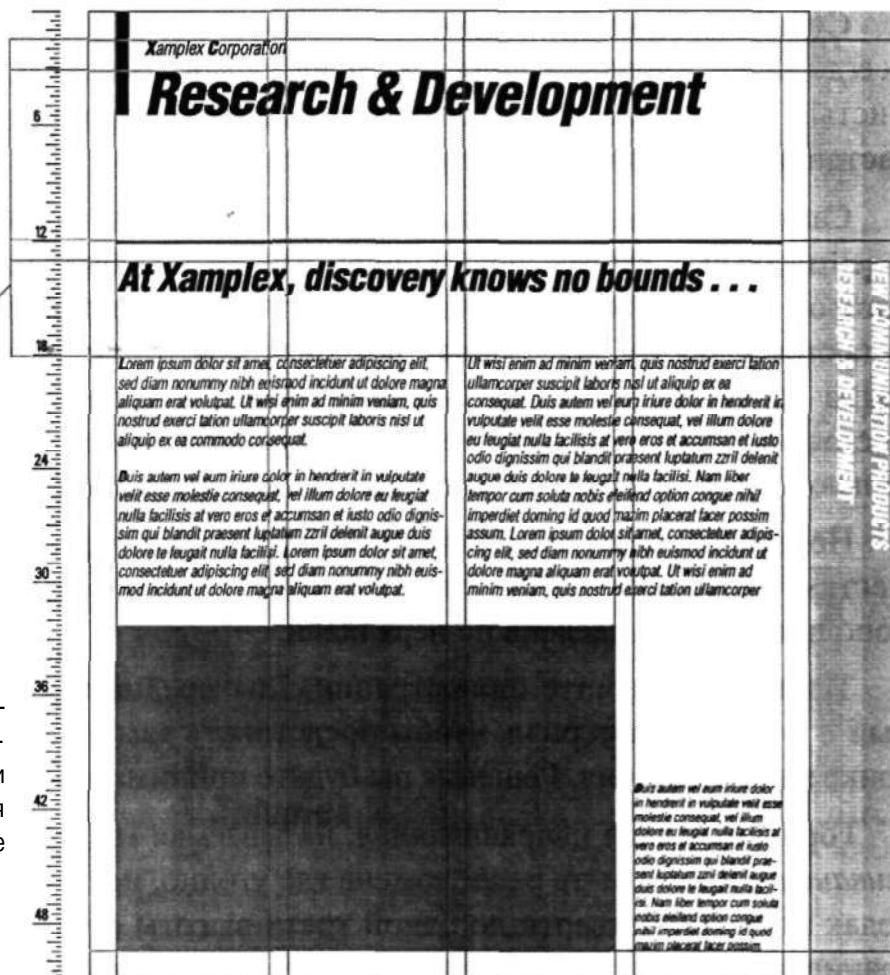 Xamplex Corporation
Research & Development
6
12
At Xamplex, discovery knows no bounds . . .
18
Lorem ipsum dolor sit amet, consectetuer adipiscing elit,
sed diam nonummy nibh euismod incidunt ut dolore magna
aliquam erat volutpat. Ut wisi enim ad minim veniam, quis
nostrud exerci tation ullamcorper suscipit laboris nisl ut
aliquip ex ea commodo consequat.
24
Duis autem vel eum iriure dolor in hendrerit in vulputate
velit esse molestie consequat, vel illum dolore eu feugiat
nulla facilisis at vero eros et accumsan et iusto odio dignis-
sim qui blandit praesent luptatum zzril delenit augue duis
dolore te feugait nulla facilisi. Lorem ipsum dolor sit amet,
consectetuer adipiscing elit, sed diam nonummy nibh euis-
mod incidunt ut dolore magna aliquam erat volutpat.
30
Ut wisi enim ad minim veniam, quis nostrud exerci tation
ullamcorper suscipit laboris nisl ut aliquip ex ea
consequat. Duis autem vel eum iriure dolor in hendrerit in
vulputate velit esse molestie consequat, vel illum dolore
eu feugiat nulla facilisis at vero eros et accumsan et iusto
odio dignissim qui blandit praesent luptatum zzril delenit
augue duis dolore te feugait nulla facilisi. Nam liber
tempor cum soluta nobis eleifend option congue nihil
imperdiet doming id quod mazim placerat facer possim
assum. Lorem ipsum dolor sit amet, consectetuer adipis-
cing elit, sed diam nonummy nibh euismod incidunt ut
dolore magna aliquam erat volutpat. Ut wisi enim ad
minim veniam, quis nostrud exerci tation ullamcorper
36
42
48
Duis autem vel eum iriure dolor
in hendrerit in vulputate velit esse
molestie consequat, vel illum
dolore eu feugiat nulla facilisis at
vero eros et accumsan et iusto
odio dignissim qui blandit prae-
sent luptatum zzril delenit augue
duis dolore te feugait nulla facil-
isi. Nam liber tempor cum soluta
nobis eleifend option congue
nihil imperdiet doming id quod
mazim placerat facer possim
NEW COMMUNICATION PRODUCTS
RESEARCH & DEVELOPMENT
и
я
е